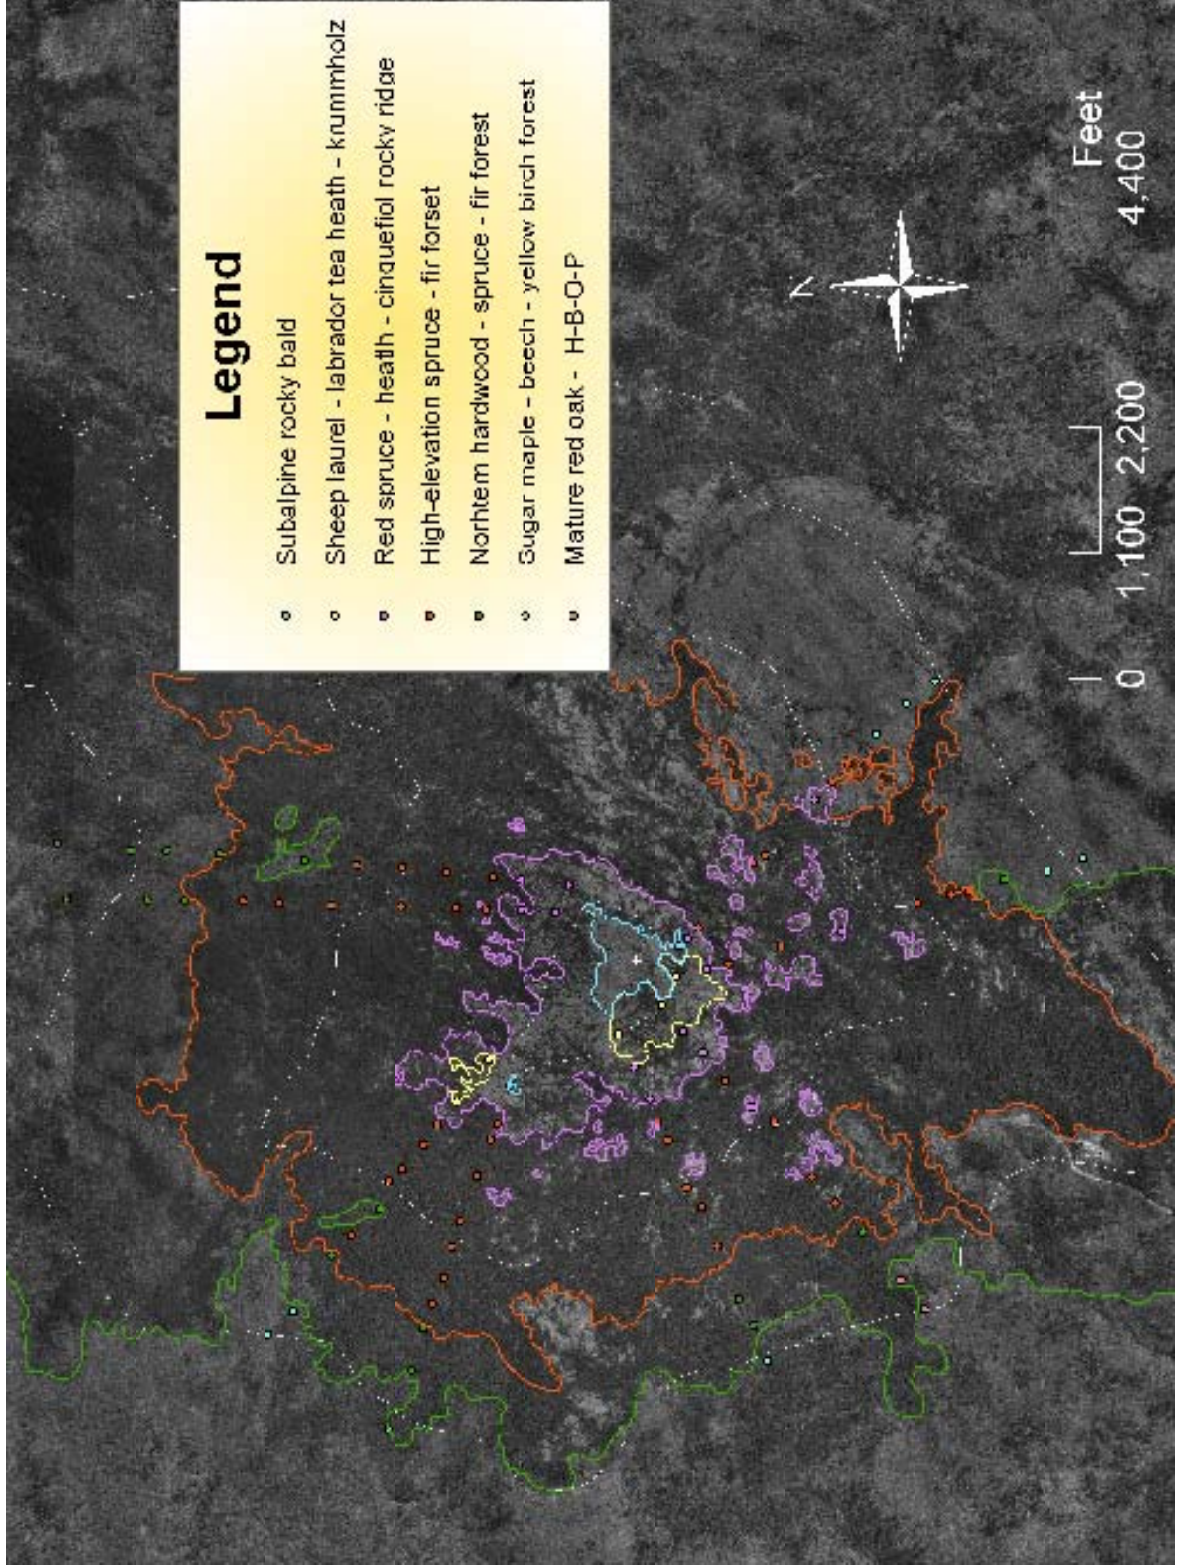 Legend
Subalpine rocky bald
Sheep laurel - labrador tea heath - krummholz
Red spruce - heath - cinquefiol rocky ridge
High-elevation spruce - fir forset
Norhtern hardwood - spruce - fir forest
Sugar maple - beech - yellow birch forest
Mature red oak - H-B-O-P
N
Feet
0 1,100 2,200 4,400